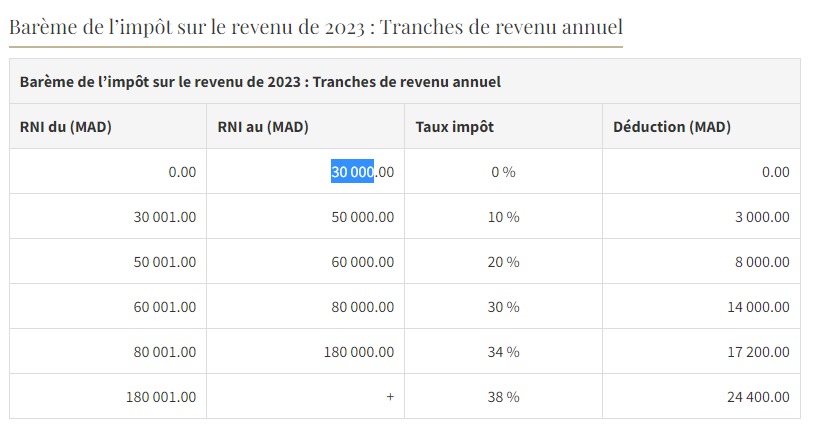 Barème de l’impôt sur le revenu de 2023 : Tranches de revenu annuel
Barème de l’impôt sur le revenu de 2023 : Tranches de revenu annuel
RNI du (MAD) RNI au (MAD) Taux impôt Déduction (MAD)
0.00 30 000.00 0 % 0.00
30 001.00 50 000.00 10 % 3 000.00
50 001.00 60 000.00 20 % 8 000.00
60 001.00 80 000.00 30 % 14 000.00
80 001.00 180 000.00 34 % 17 200.00
180 001.00 + 38 % 24 400.00